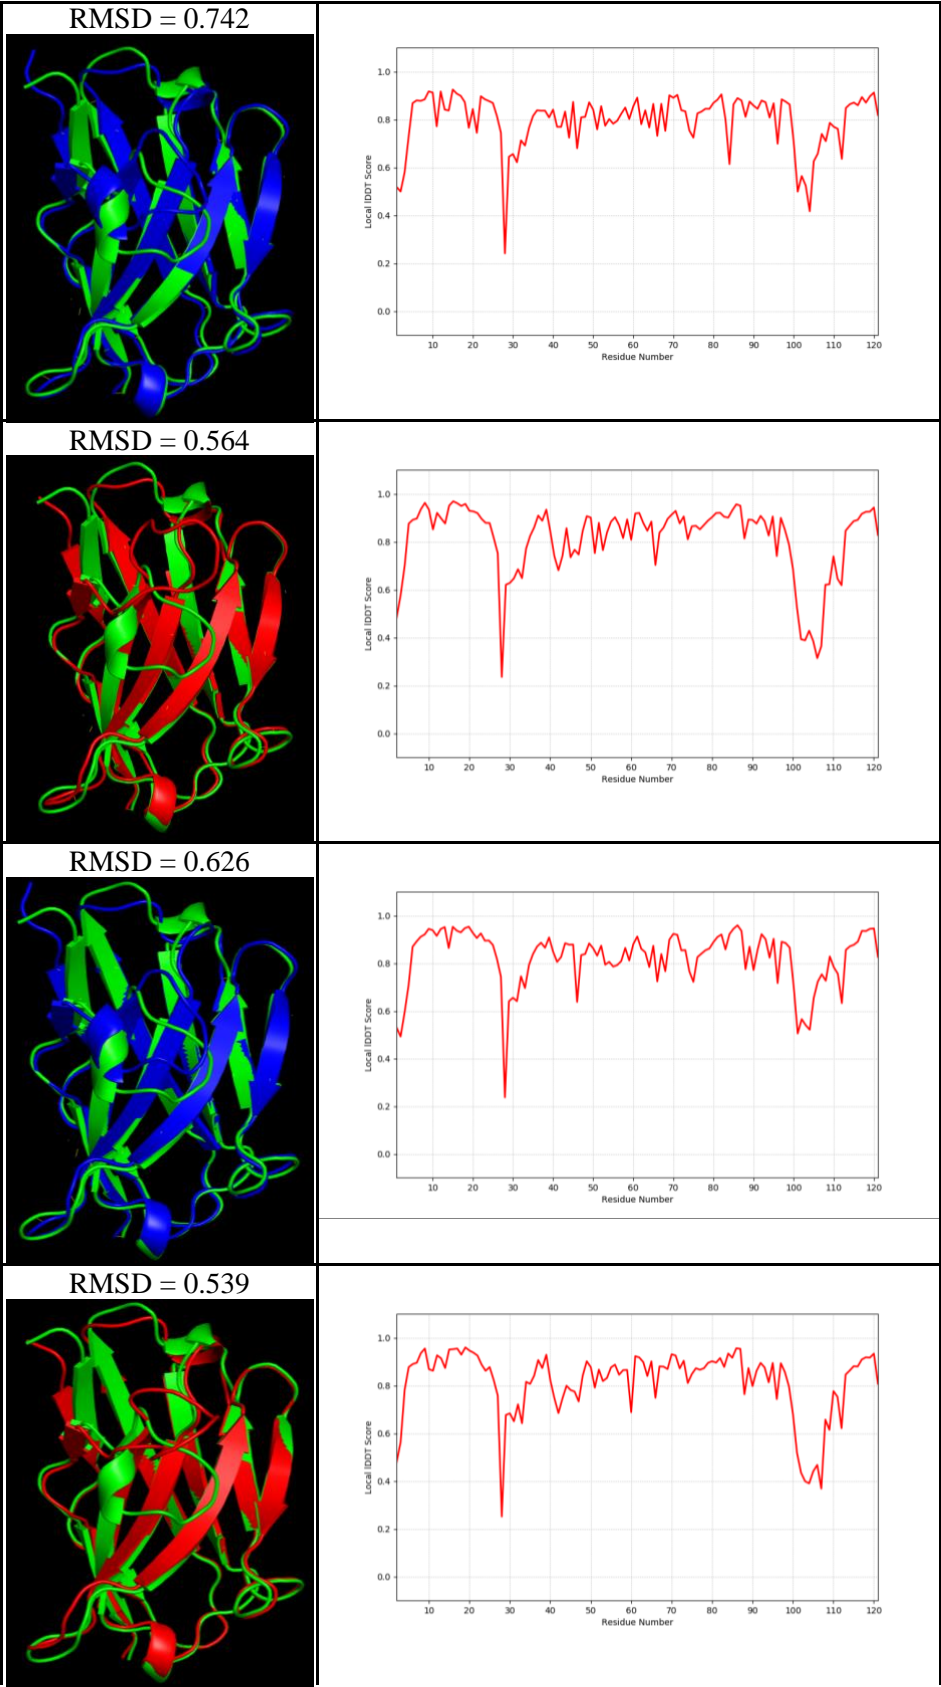 RMSD = 0.742
1.0
0.8
0.6
0.4
0.2
0.0
Local lDDT Score
10 20 30 40 50 60 70 80 90 100 110 120
Residue Number
RMSD = 0.564
1.0
0.8
0.6
0.4
0.2
0.0
Local lDDT Score
10 20 30 40 50 60 70 80 90 100 110 120
Residue Number
RMSD = 0.626
1.0
0.8
0.6
0.4
0.2
0.0
Local lDDT Score
10 20 30 40 50 60 70 80 90 100 110 120
Residue Number
RMSD = 0.539
1.0
0.8
0.6
0.4
0.2
0.0
Local lDDT Score
10 20 30 40 50 60 70 80 90 100 110 120
Residue Number